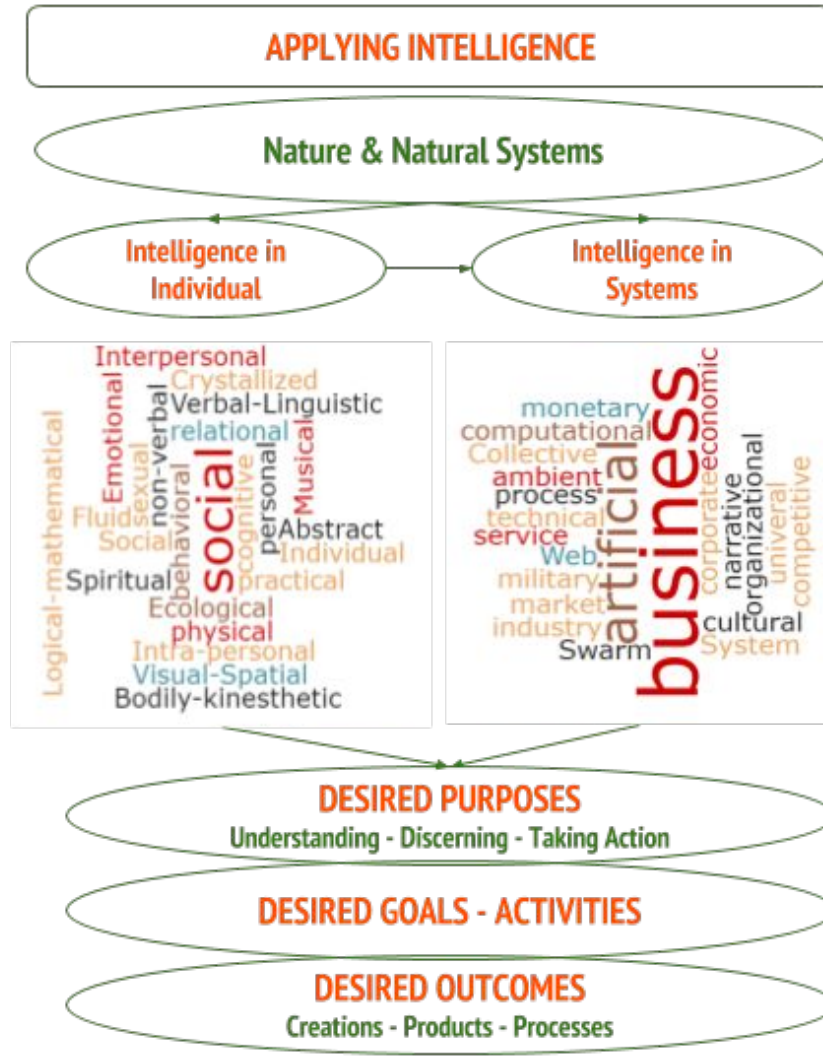 APPLYING INTELLIGENCE
Nature & Natural Systems
Intelligence in
Individual
Intelligence in
Systems
Interpersonal
Crystallized
Verbal-Linguistic
relational
Emotional
non-verbal
sexual
Logical-mathematical
Fluid
Social
behavioral
social
cognitive
personal
Musical
Abstract
Individual
Spiritual
practical
Ecological
physical
Intra-personal
Visual-Spatial
Bodily-kinesthetic
monetary
computational
Collective
ambient
process
technical
service
Web
military
market
industry
Swarm
artificial
business
economic
corporate
narrative
organizational
univeral
competitive
cultural
System
DESIRED PURPOSES
Understanding - Discerning - Taking Action
DESIRED GOALS - ACTIVITIES
DESIRED OUTCOMES
Creations - Products - Processes